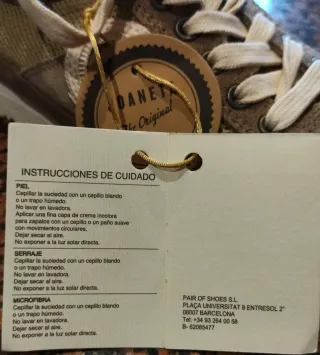 DANET
The Original
INSTRUCCIONES DE CUIDADO
PIEL
Cepillar la suciedad con un cepillo blando
o un trapo húmedo.
No lavar en lavadora.
Aplicar una fina capa de crema incolora
para zapatos con un cepillo o un paño suave
con movimientos circulares.
Dejar secar al aire.
No exponer a la luz solar directa.
SERRAJE
Cepillar la suciedad con un cepillo blando
o un trapo húmedo.
No lavar en lavadora.
Dejar secar al aire.
No exponer a la luz solar directa.
MICROFIBRA
Cepillar la suciedad con un cepillo blando
o un trapo húmedo.
No lavar en lavadora.
Dejar secar al aire.
No exponer a la luz solar directa.
PAIR OF SHOES S.L
PLAÇA UNIVERSITAT 8 ENTRESOL 2ª
08007 BARCELONA
Tel: +34 93 264 00 58
B- 62065477